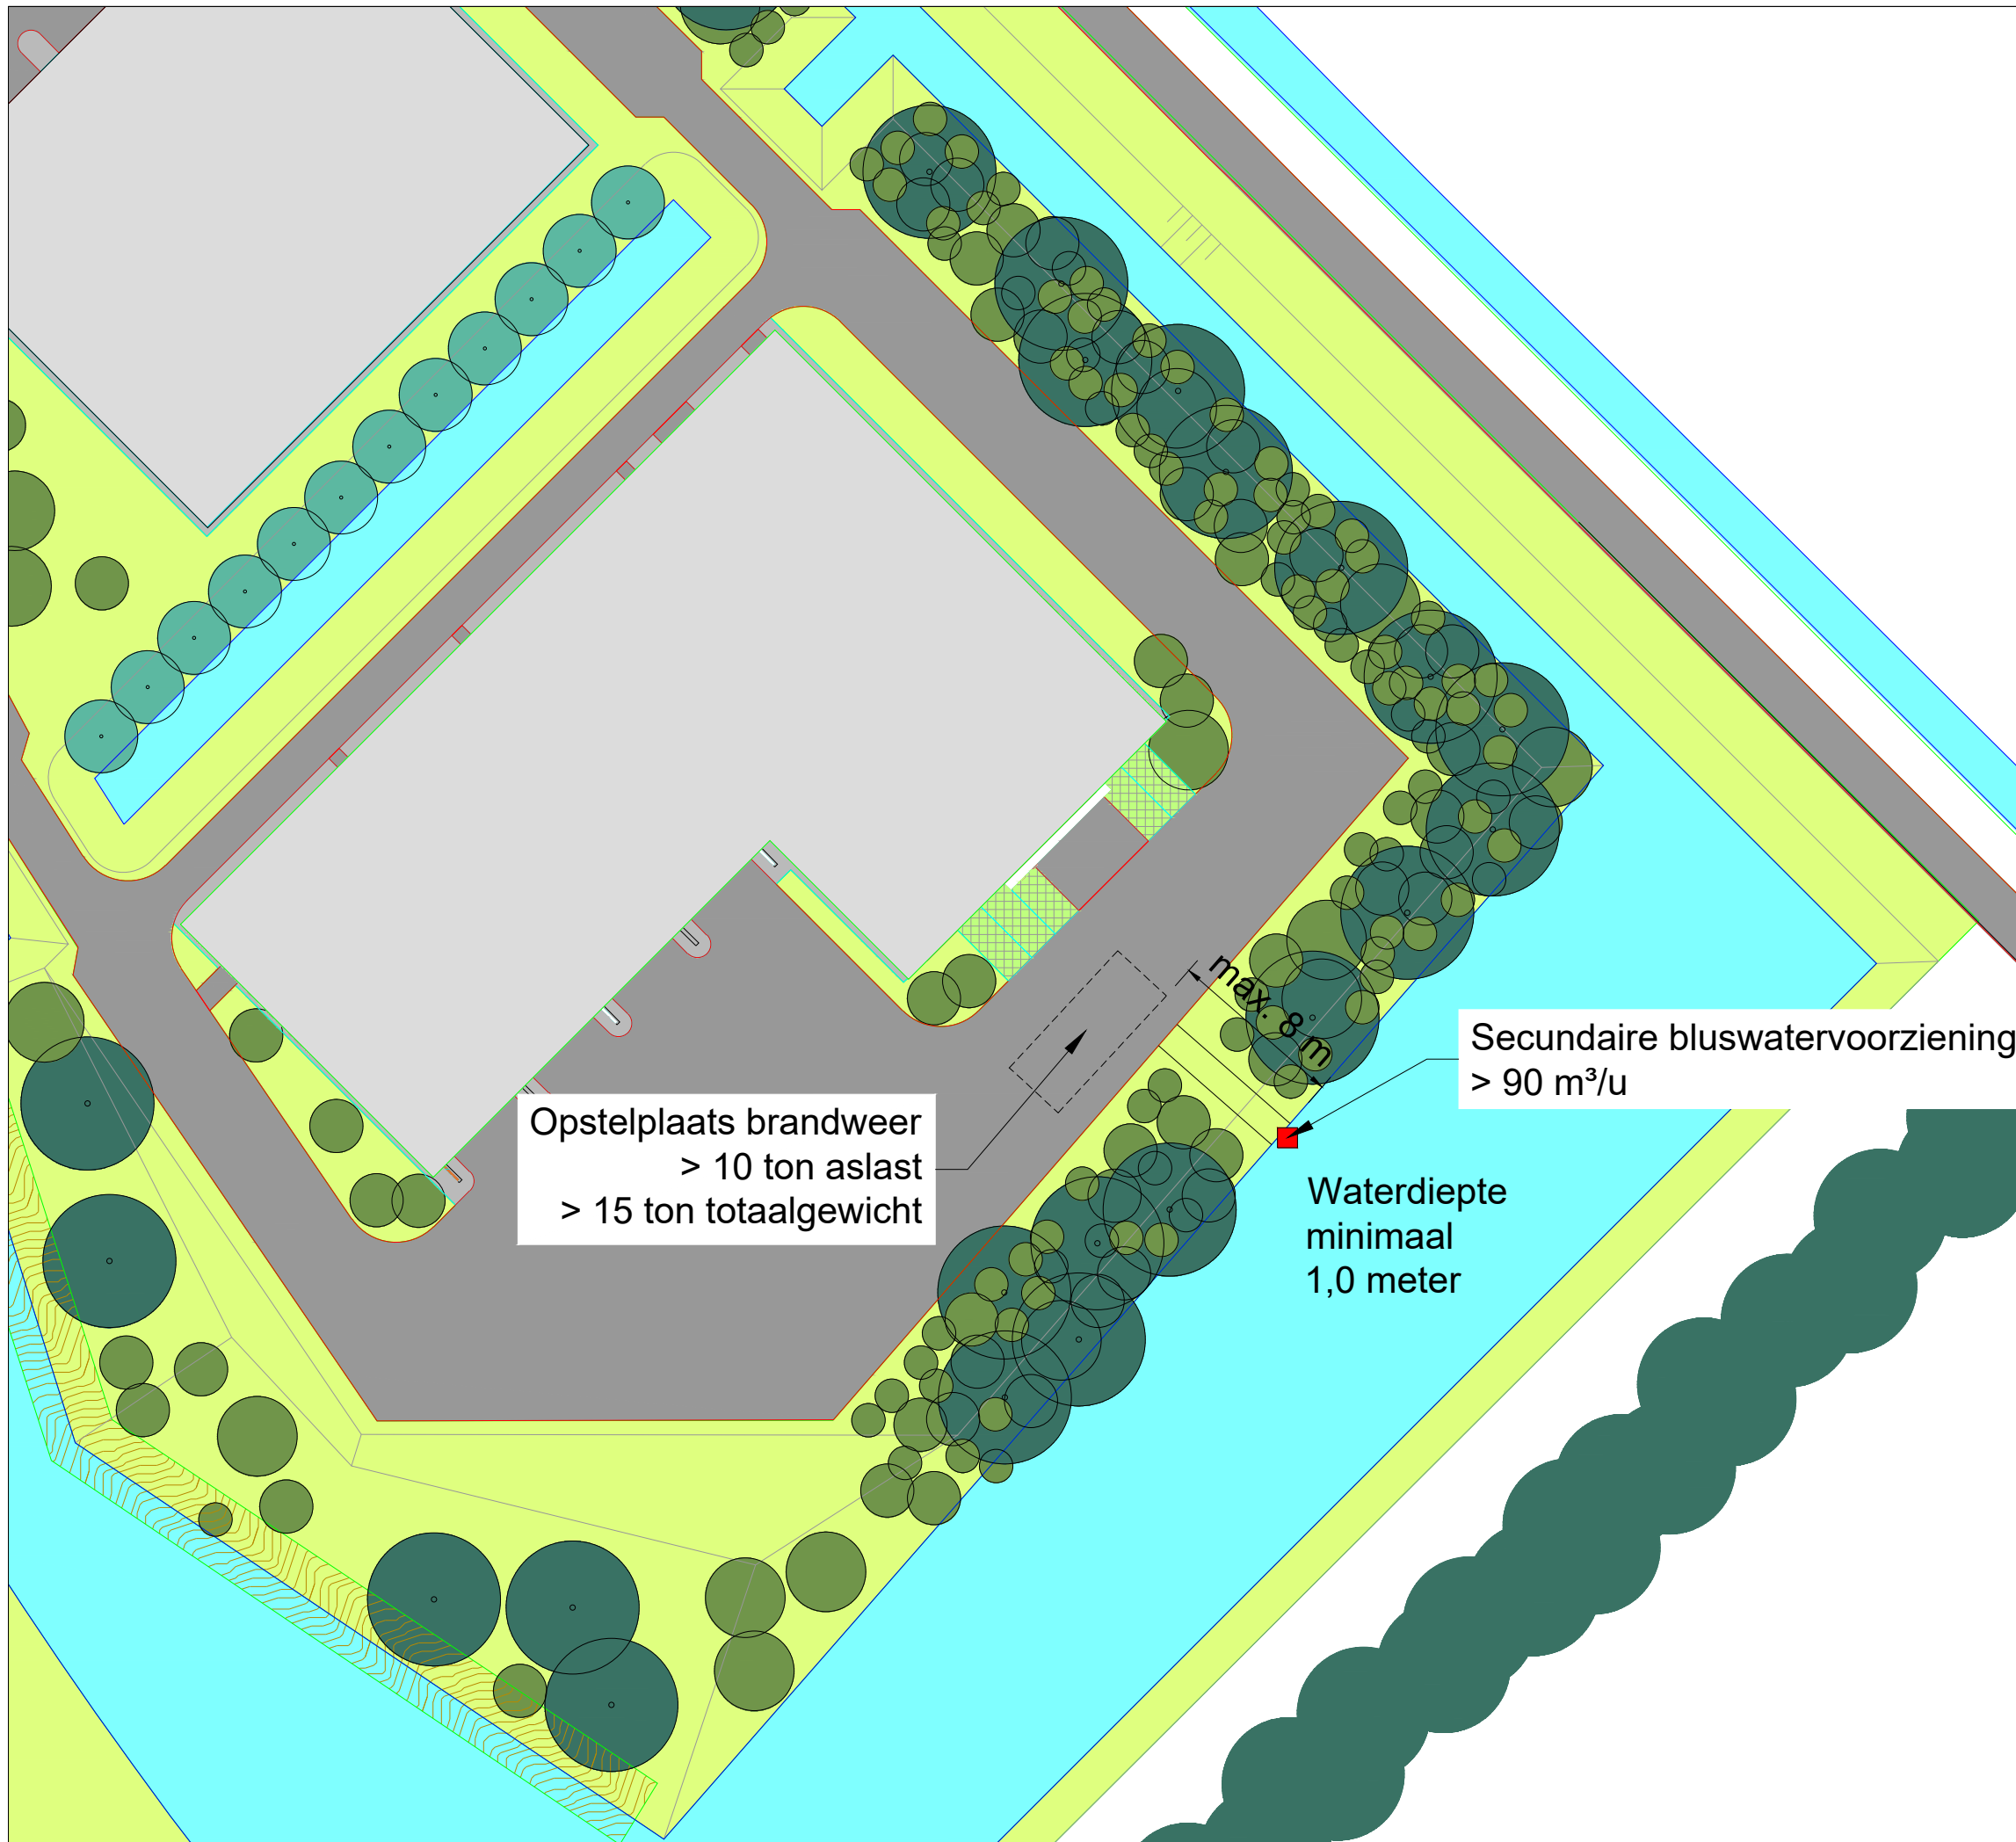 max. 8 m
Secundaire bluswatervoorziening
> 90 m³/u
Opstelplaats brandweer
> 10 ton aslast
> 15 ton totaalgewicht
Waterdiepte
minimaal
1,0 meter